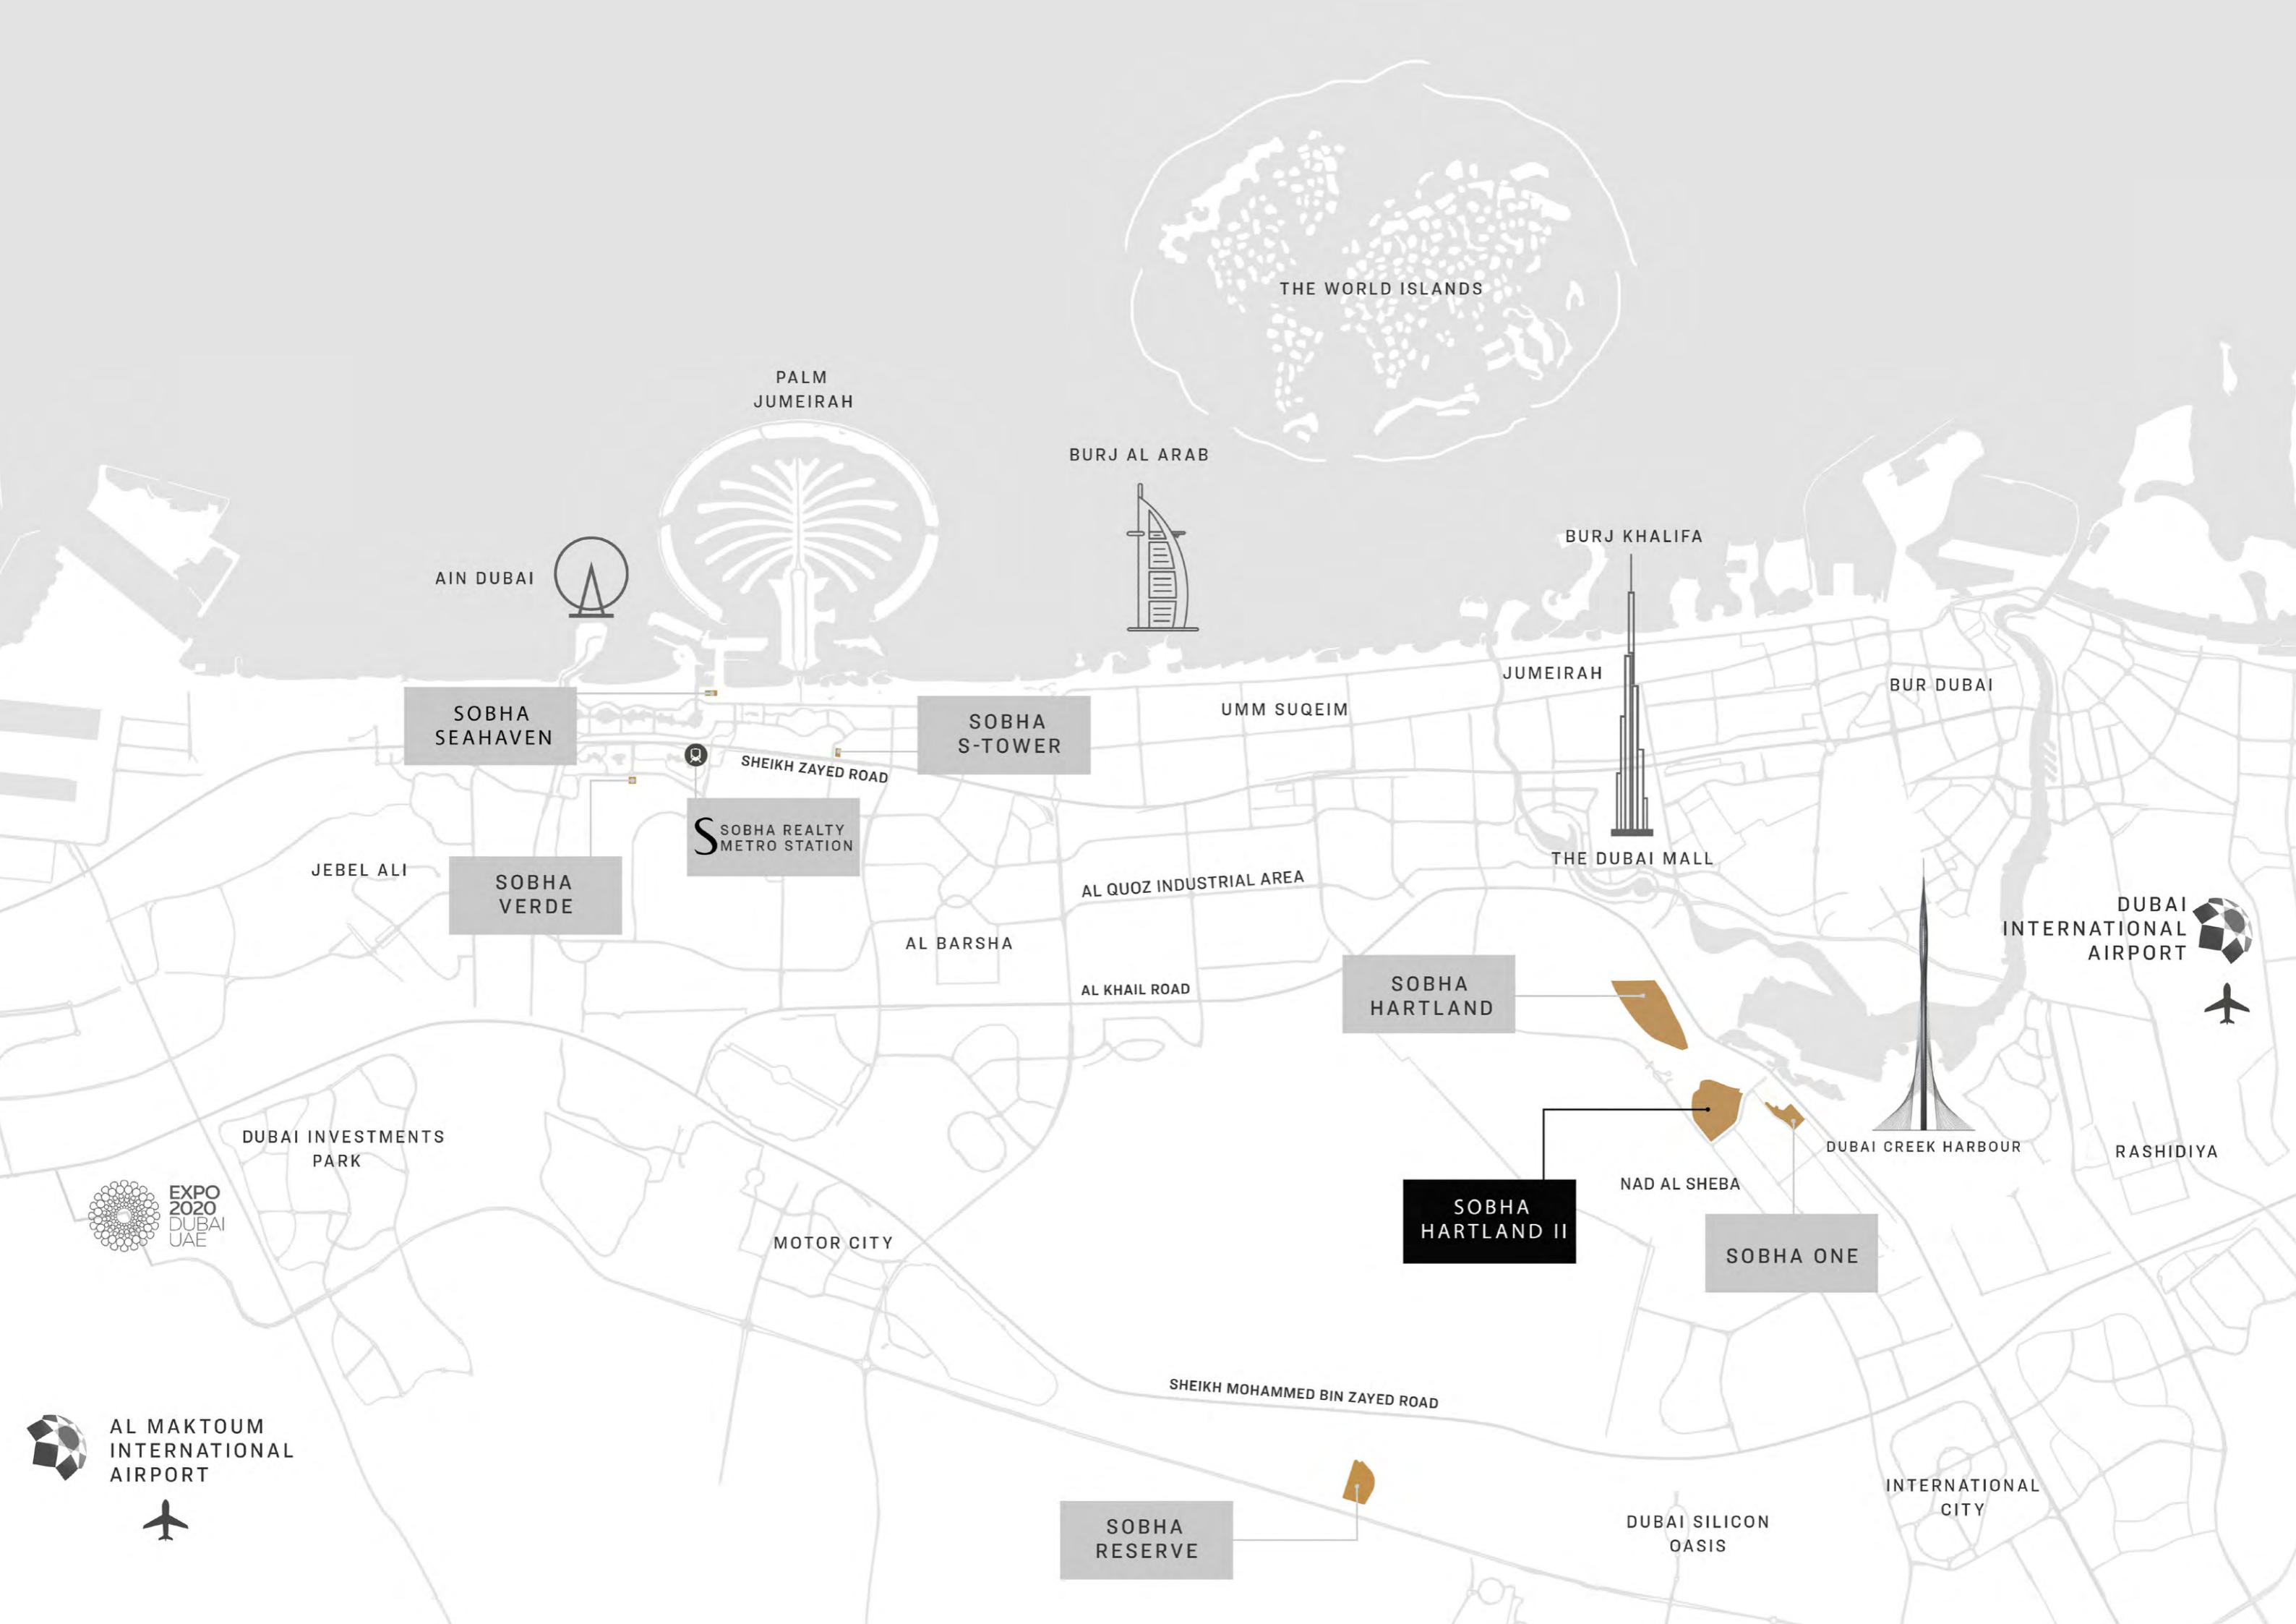 THE WORLD ISLANDS
PALM
JUMEIRAH
BURJ AL ARAB
BURJ KHALIFA
AIN DUBAI
JUMEIRAH
BUR DUBAI
SOBHA
SEAHAVEN
SOBHA
S-TOWER
UMM SUQEIM
SHEIKH ZAYED ROAD
S SOBHA REALTY
METRO STATION
THE DUBAI MALL
JEBEL ALI
SOBHA
VERDE
AL QUOZ INDUSTRIAL AREA
DUBAI
INTERNATIONAL
AIRPORT
AL BARSHA
AL KHAIL ROAD
SOBHA
HARTLAND
DUBAI INVESTMENTS
PARK
DUBAI CREEK HARBOUR
RASHIDIYA
EXPO
2020
DUBAI
UAE
NAD AL SHEBA
SOBHA
HARTLAND II
MOTOR CITY
SOBHA ONE
SHEIKH MOHAMMED BIN ZAYED ROAD
AL MAKTOUM
INTERNATIONAL
AIRPORT
INTERNATIONAL
CITY
SOBHA
RESERVE
DUBAI SILICON
OASIS